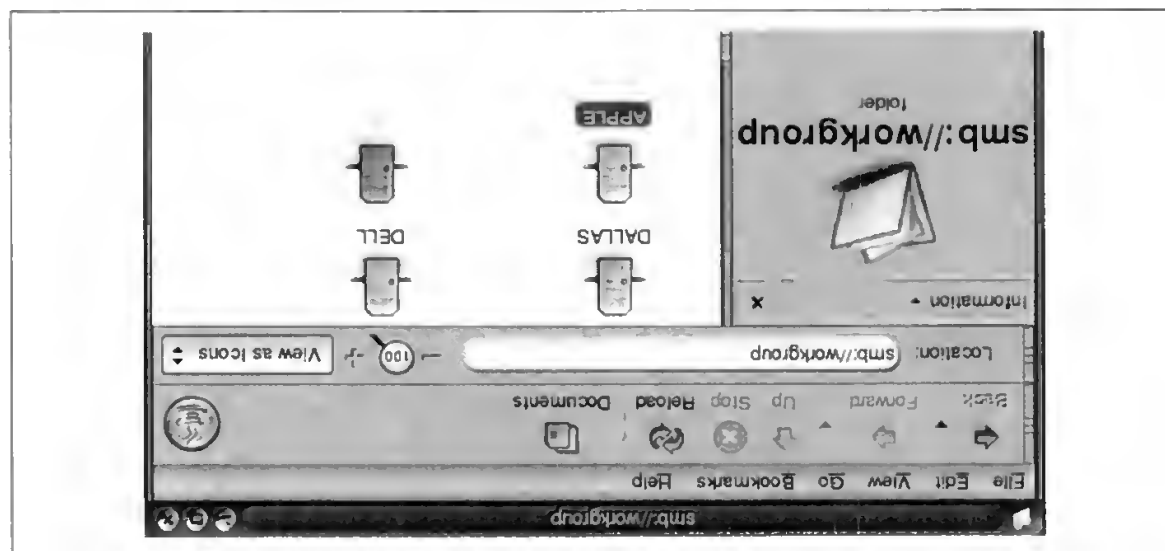 smb://workgroup
File Edit View Go Bookmarks Help
Back Forward Up Stop Reload Documents
Location: smb://workgroup 100 View as Icons
Information
smb://workgroup
folder
DALLAS DELL
APPLE